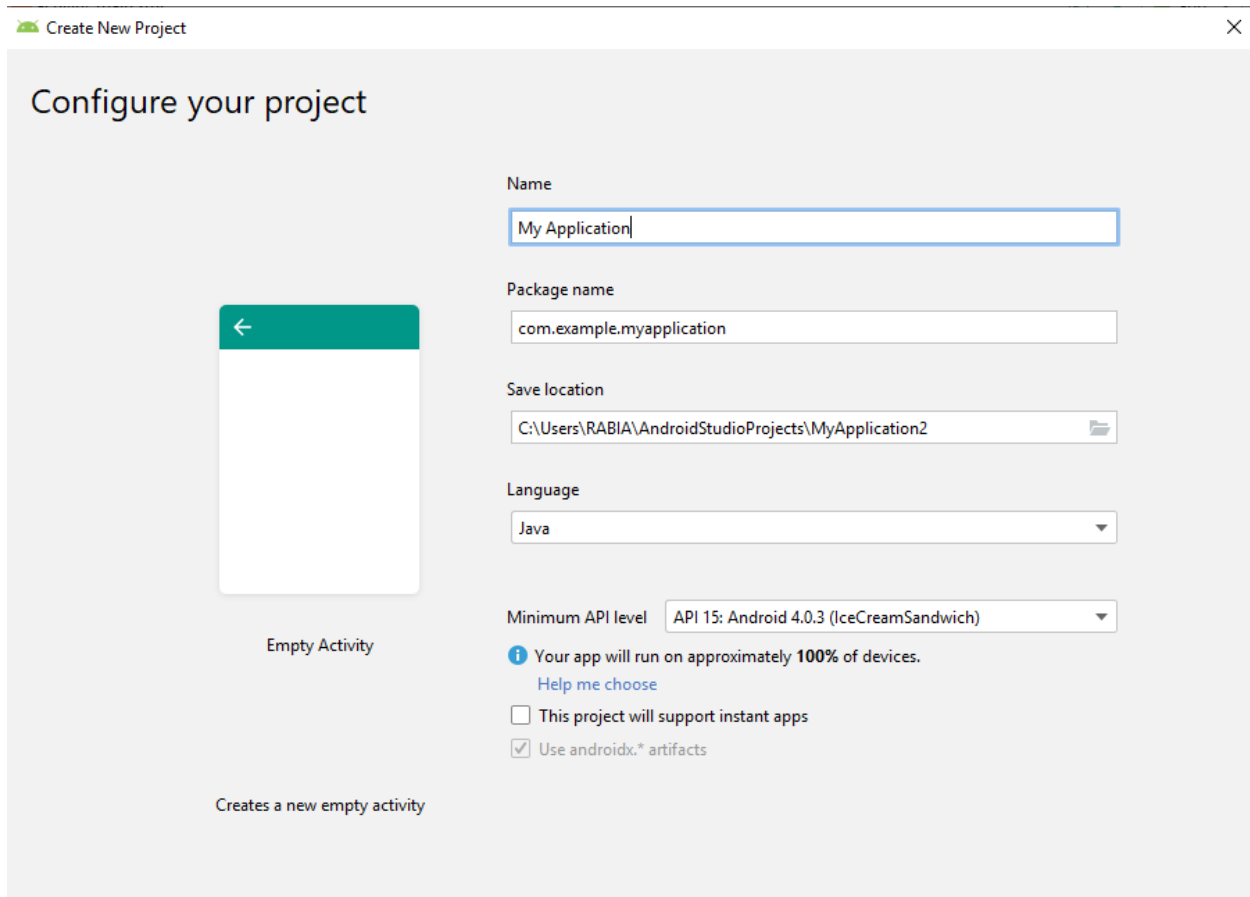 Create New Project
Configure your project
Name
My Application
Package name
com.example.myapplication
Save location
C:\Users\RABIA\AndroidStudioProjects\MyApplication2
Language
Java
Minimum API level API 15: Android 4.0.3 (IceCreamSandwich)
Your app will run on approximately 100% of devices.
Help me choose
This project will support instant apps
Use androidx.* artifacts
Empty Activity
Creates a new empty activity